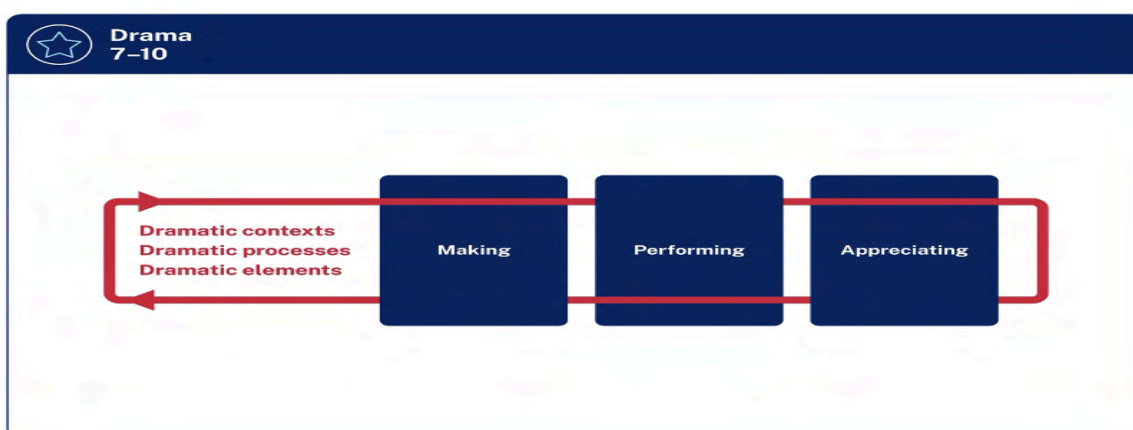 Drama
7–10
Dramatic contexts
Dramatic processes
Dramatic elements
Making
Performing
Appreciating